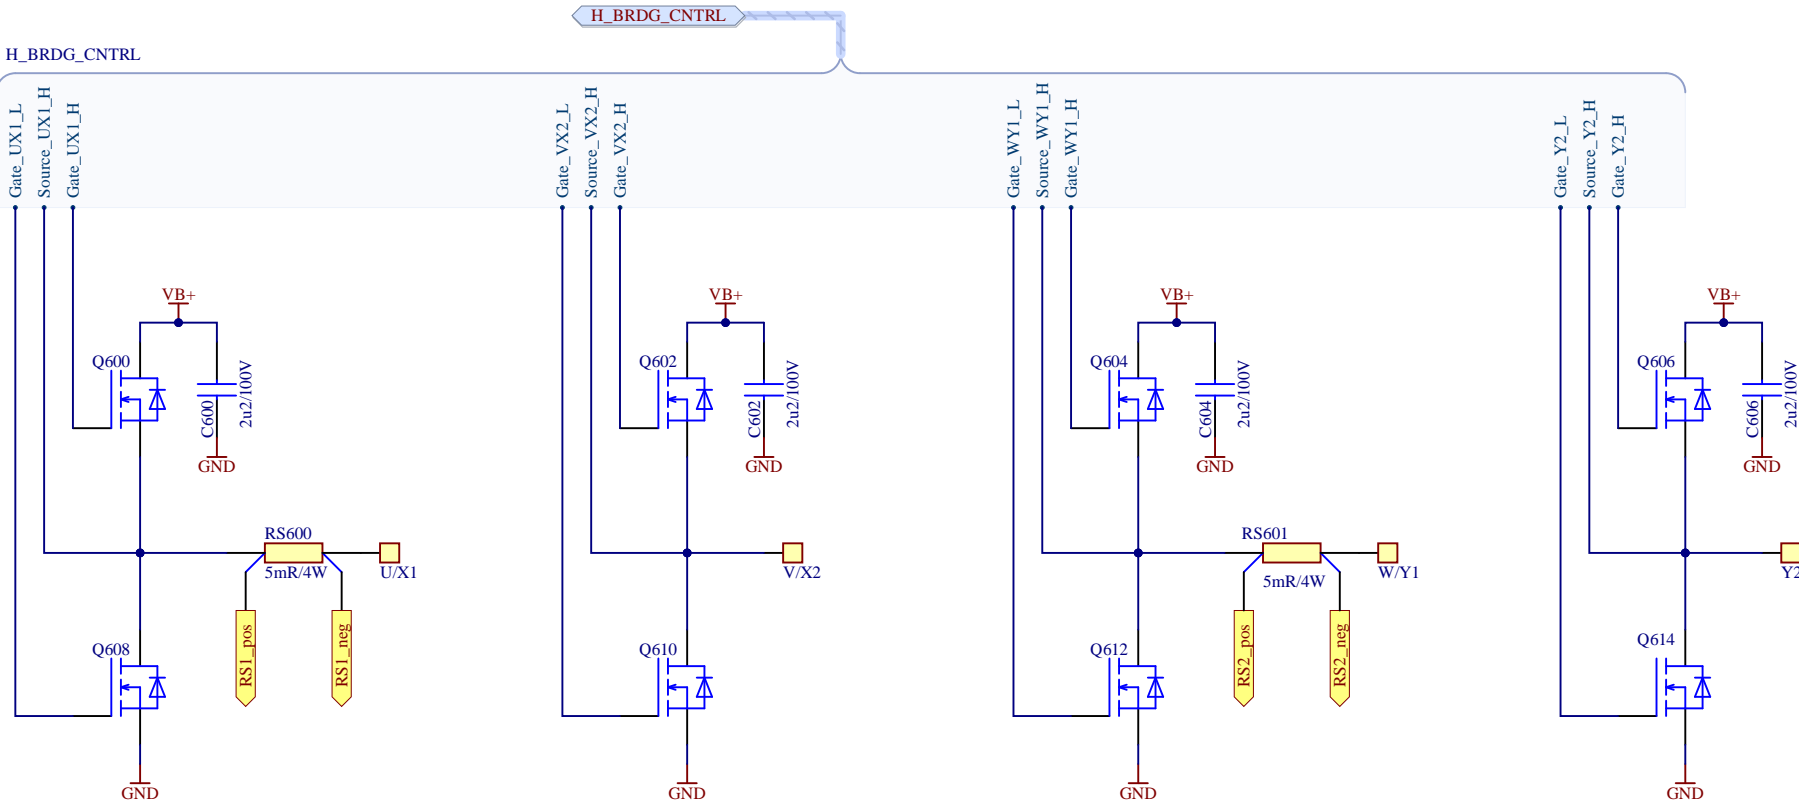 H_BRDG_CNTRL
H_BRDG_CNTRL
Gate_UX1_L
Source_UX1_H
Gate_UX1_H
Gate_VX2_L
Source_VX2_H
Gate_VX2_H
Gate_WY1_L
Source_WY1_H
Gate_WY1_H
Gate_Y2_L
Source_Y2_H
Gate_Y2_H
VB+
VB+
VB+
VB+
Q600
C600
2u2/100V
Q602
C602
2u2/100V
Q604
C604
2u2/100V
Q606
C606
2u2/100V
GND
GND
GND
GND
RS600
5mR/4W
U/X1
V/X2
RS601
5mR/4W
W/Y1
Y2
RS1_pos
RS1_neg
RS2_pos
RS2_neg
Q608
Q610
Q612
Q614
GND
GND
GND
GND